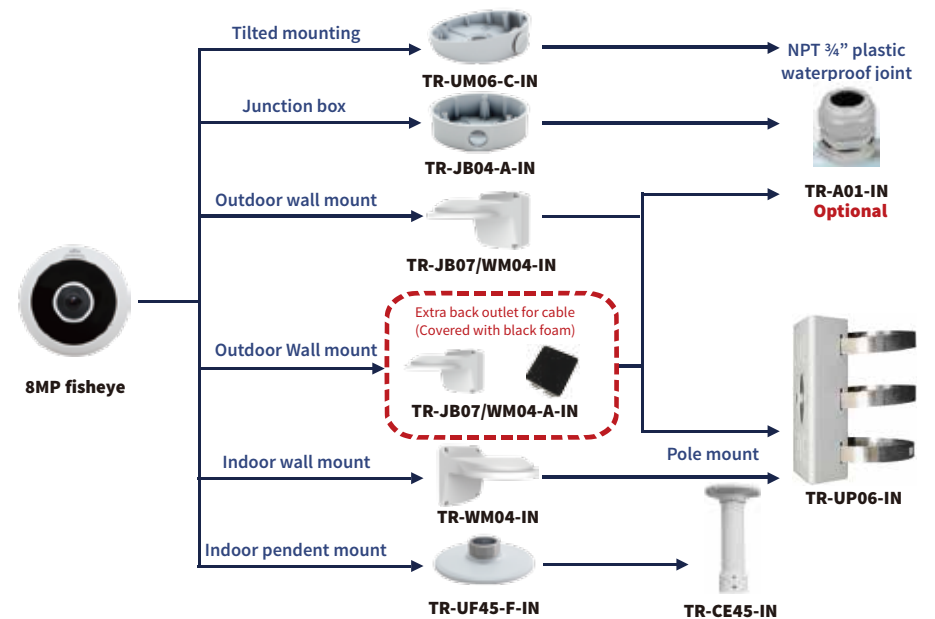 Tilted mounting
TR-UM06-C-IN
NPT ¾” plastic
waterproof joint
Junction box
TR-JB04-A-IN
TR-A01-IN
Optional
Outdoor wall mount
TR-JB07/WM04-IN
8MP fisheye
Outdoor Wall mount
Extra back outlet for cable
(Covered with black foam)
TR-JB07/WM04-A-IN
Pole mount
TR-UP06-IN
Indoor wall mount
TR-WM04-IN
Indoor pendent mount
TR-UF45-F-IN
TR-CE45-IN